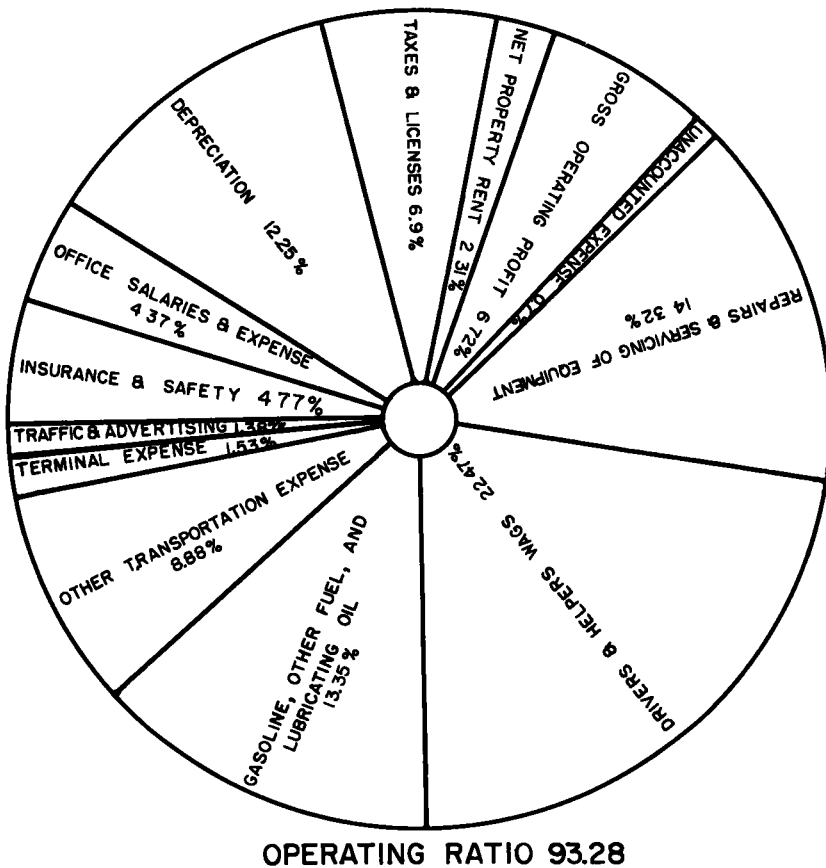 TAXES & LICENSES 6.9%
NET PROPERTY RENT 2 31%
GROSS OPERATING PROFIT 6 72%
UNACCOUNTED EXPENSE 0.7%
REPAIRS & SERVICING OF EQUIPMENT
14 32%
DRIVERS & HELPERS WAGS 22.47%
GASOLINE, OTHER FUEL, AND
LUBRICATING OIL
13.35%
OTHER TRANSPORTATION EXPENSE
8.88%
TERMINAL EXPENSE 1.53%
TRAFFIC & ADVERTISING
INSURANCE & SAFETY 4 77%
OFFICE SALARIES & EXPENSE
4 37%
DEPRECIATION 12.25%
OPERATING RATIO 93.28